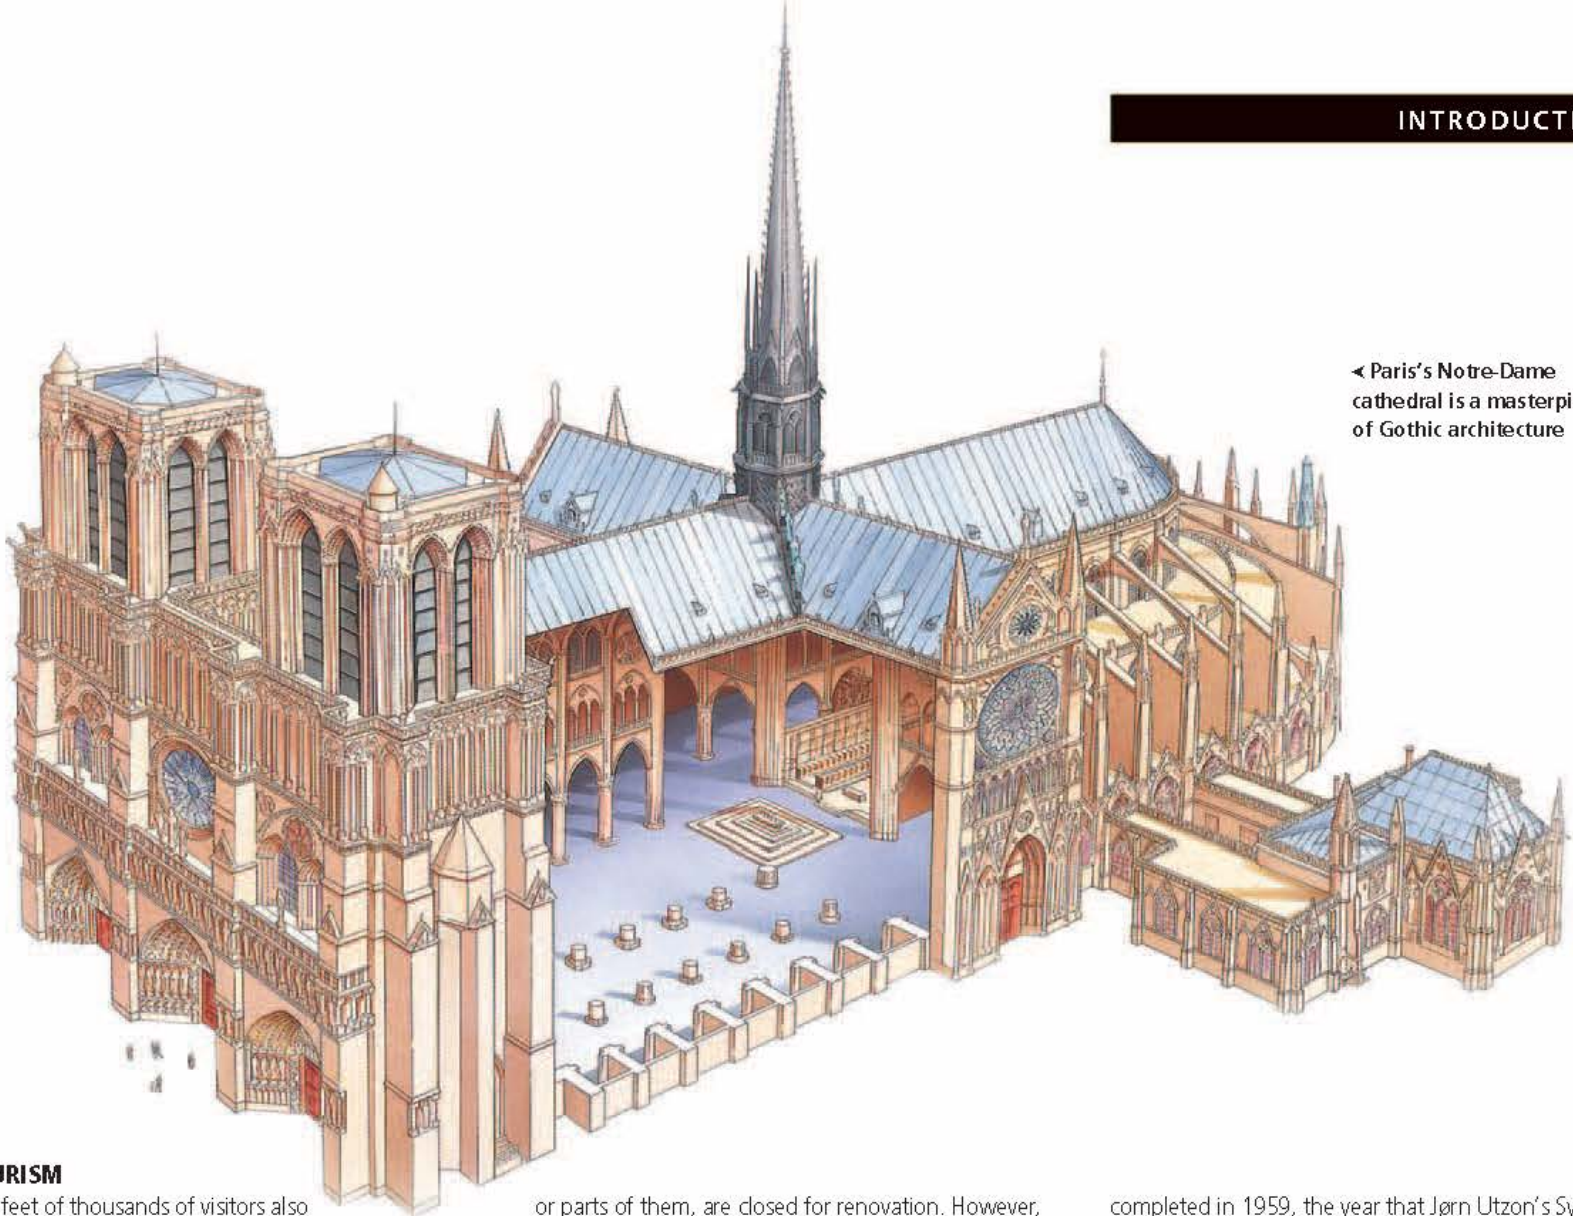 INTRODUCTI
◄ Paris's Notre-Dame
cathedral is a masterpi
of Gothic architecture
URISM
feet of thousands of visitors also
or parts of them, are closed for renovation. However,
completed in 1959, the year that Jørn Utzon's Sy